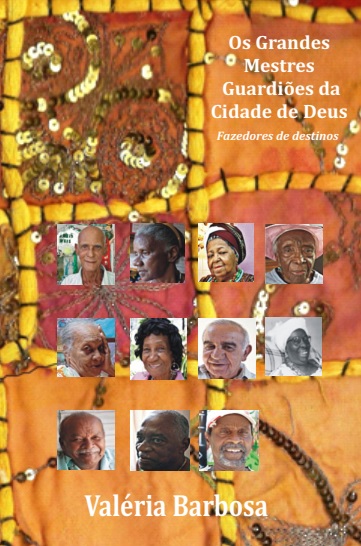 Os Grandes
Mestres
Guardiões da
Cidade de Deus
Fazedores de destinos
Valéria Barbosa